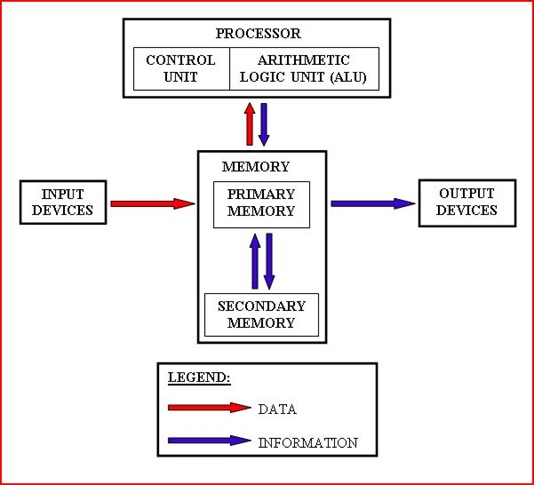 PROCESSOR
CONTROL
UNIT
ARITHMETIC
LOGIC UNIT (ALU)
MEMORY
INPUT
DEVICES
PRIMARY
MEMORY
OUTPUT
DEVICES
SECONDARY
MEMORY
LEGEND:
DATA
INFORMATION